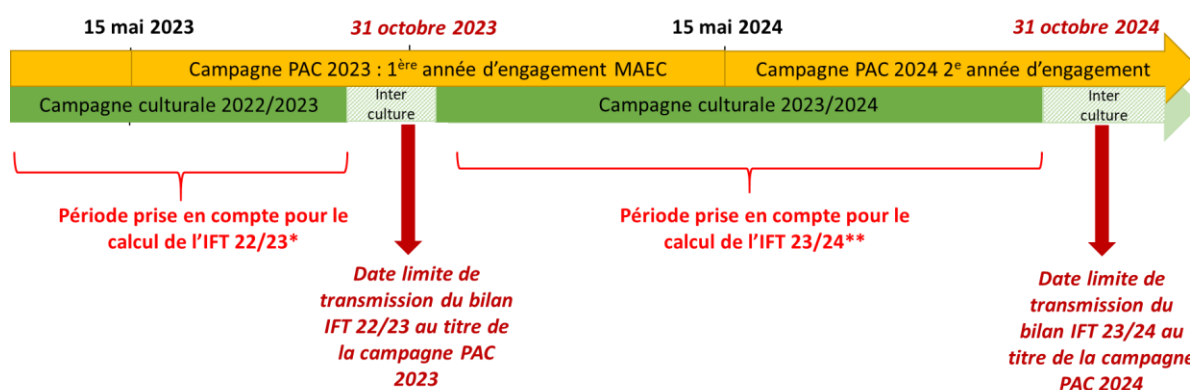 15 mai 2023
31 octobre 2023
15 mai 2024
31 octobre 2024
Campagne PAC 2023 : 1ère année d’engagement MAEC
Campagne PAC 2024 2e année d’engagement
Campagne culturale 2022/2023
Inter
culture
Campagne culturale 2023/2024
Inter
culture
Période prise en compte pour le
calcul de l’IFT 22/23*
Période prise en compte pour le
calcul de l’IFT 23/24**
Date limite de
transmission du bilan
IFT 22/23 au titre de
la campagne PAC
2023
Date limite de
transmission du
bilan IFT 23/24 au
titre de la campagne
PAC 2024